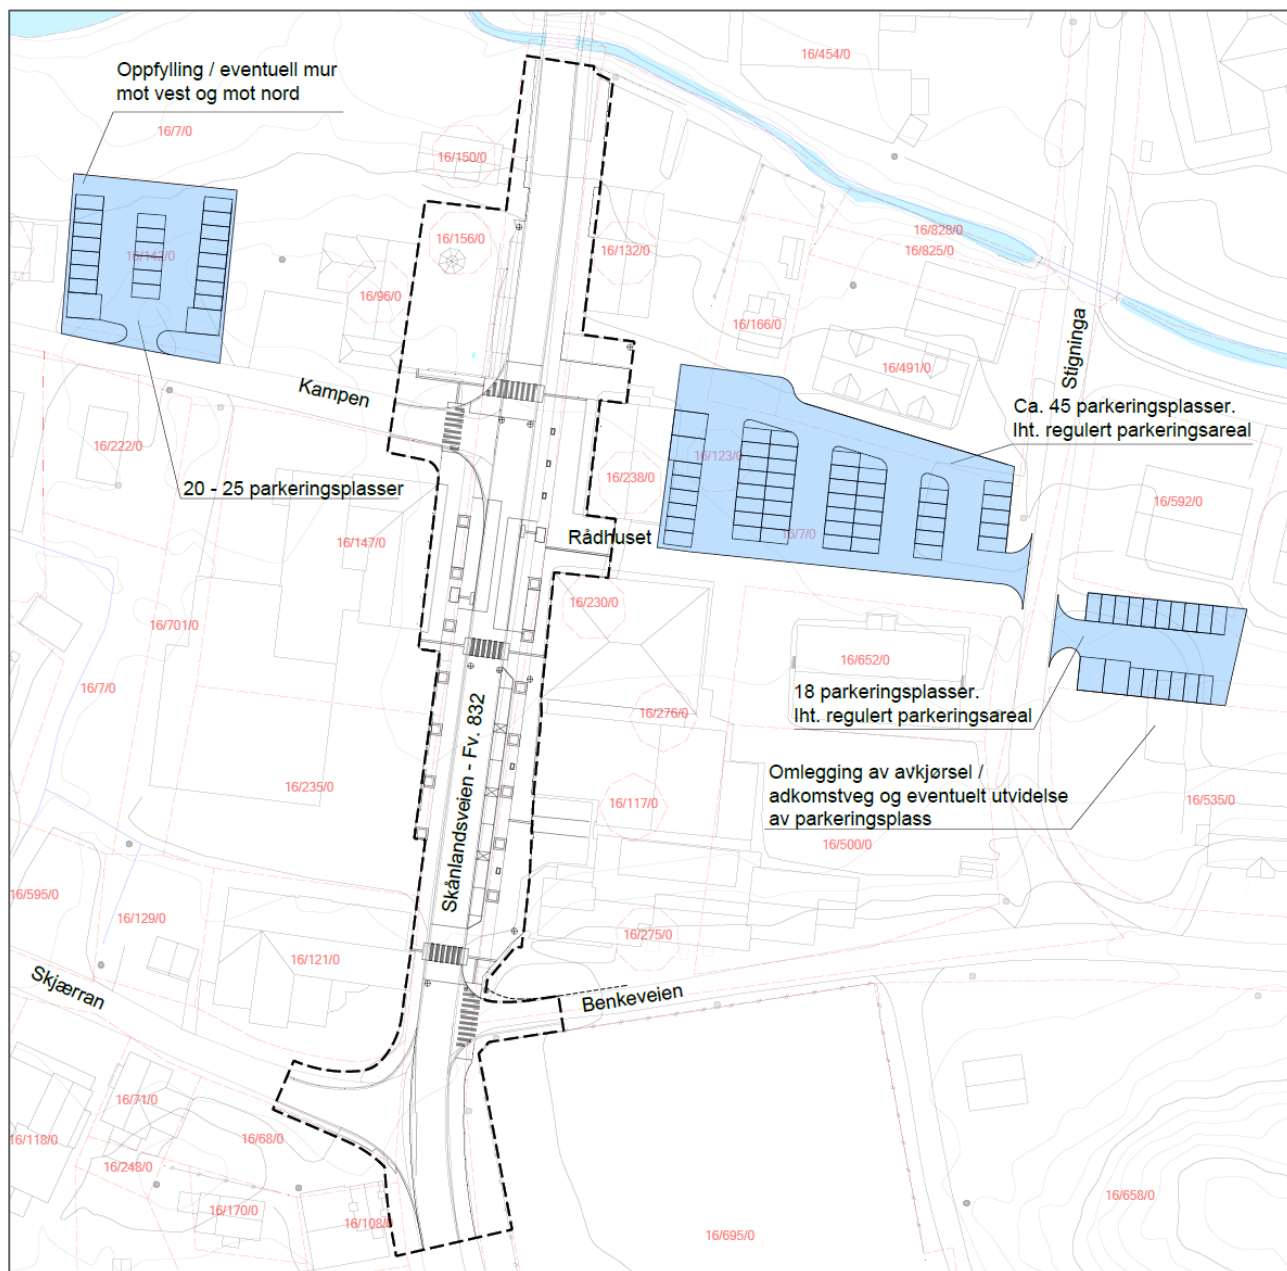 16/454/0
Oppfylling / eventuell mur
mot vest og mot nord
16/7/0
16/150/0
16/828/0
16/825/0
16/156/0
16/132/0
16/142/0
16/96/0
16/166/0
Stigninga
16/491/0
Kampen
Ca. 45 parkeringsplasser.
Iht. regulert parkeringsareal
16/222/0
16/123/0
16/238/0
20 - 25 parkeringsplasser
16/592/0
16/147/0
Rådhuset
16/7/0
16/230/0
16/701/0
16/652/0
16/7/0
18 parkeringsplasser.
Iht. regulert parkeringsareal
16/276/0
Skånlandsveien - Fv. 832
Omlegging av avkjørsel /
adkomstveg og eventuelt utvidelse
av parkeringsplass
16/235/0
16/117/0
16/535/0
16/500/0
16/595/0
16/129/0
16/275/0
16/121/0
Skjærran
Benkeveien
16/71/0
16/118/0
16/68/0
16/248/0
16/658/0
16/170/0
16/108/0
16/695/0